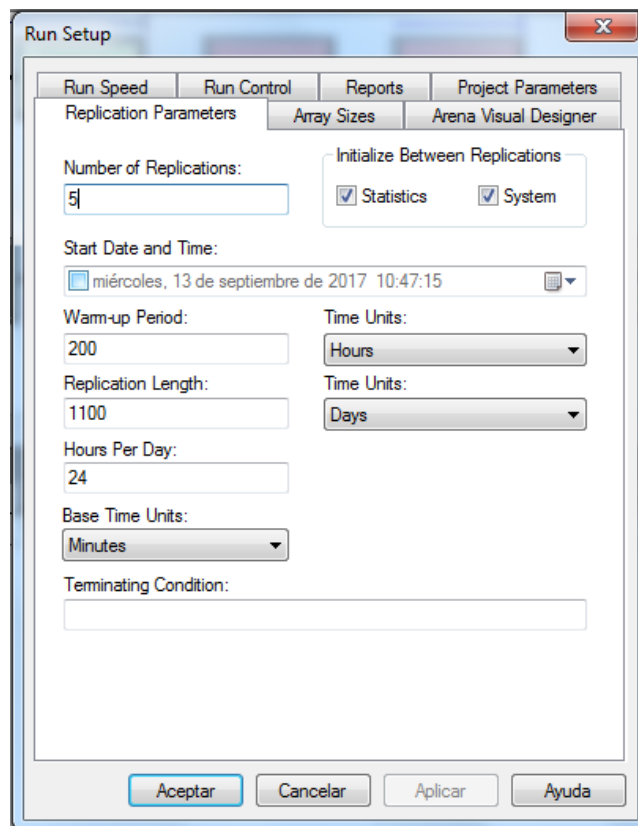 Run Setup
Run Speed Run Control Reports Project Parameters
Replication Parameters Array Sizes Arena Visual Designer
Number of Replications:
5
Initialize Between Replications
Statistics System
Start Date and Time:
miércoles, 13 de septiembre de 2017 10:47:15
Warm-up Period: Time Units:
200 Hours
Replication Length: Time Units:
1100 Days
Hours Per Day:
24
Base Time Units:
Minutes
Terminating Condition:
Aceptar Cancelar Aplicar Ayuda